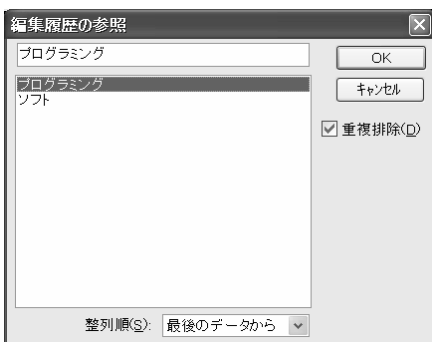 編集履歴の参照
プログラミング
OK
プログラミング
ソフト
キャンセル
重複排除(D)
整列順(S): 最後のデータから